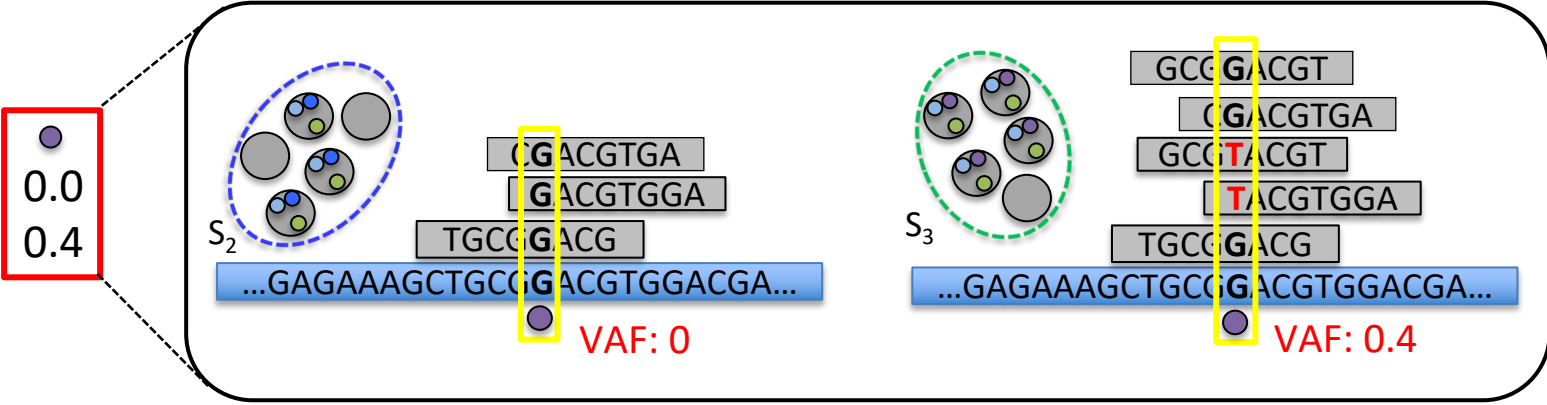 0.0
0.4
S2
CGACGTGA
GACGTGGA
TGCGGACG
...GAGAAAGCTGCGGACGTGGACGA...
VAF: 0
S3
GCGGACGT
CGACGTGA
GCGTACGT
TACGTGGA
TGCGGACG
...GAGAAAGCTGCGGACGTGGACGA...
VAF: 0.4